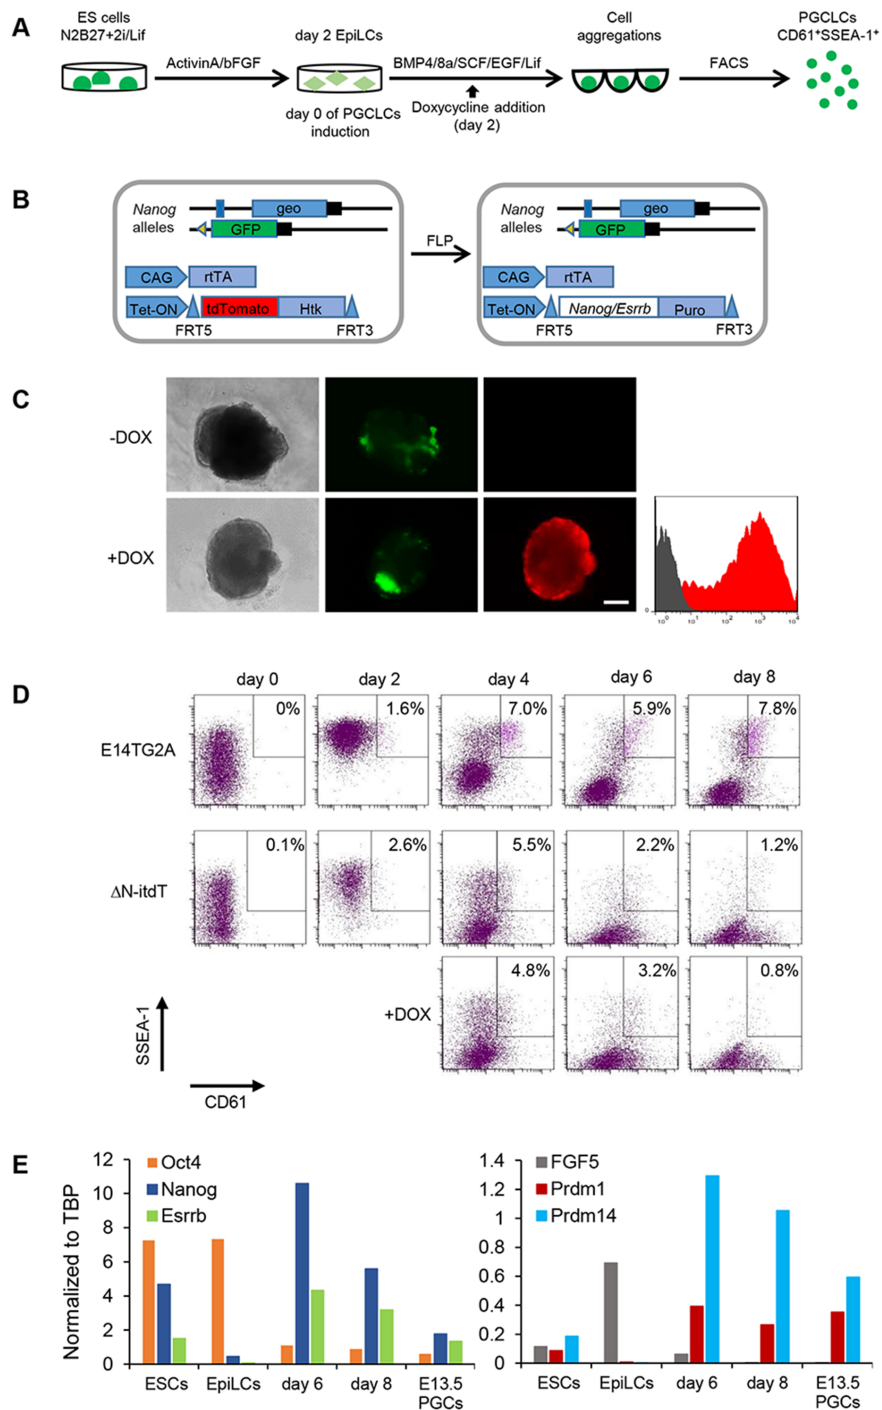 A
ES cells
N2B27+2i/Lif
ActivinA/bFGF
day 2 EpiLCs
day 0 of PGCLCs
induction
BMP4/8a/SCF/EGF/Lif
Doxycycline addition
(day 2)
Cell
aggregations
FACS
PGCLCs
CD61⁺SSEA-1⁺
B
Nanog
alleles
geo
GFP
CAG
rtTA
Tet-ON
tdTomato
Htk
FRT5
FRT3
FLP
Nanog
alleles
geo
GFP
CAG
rtTA
Tet-ON
Nanog/Esrrb
Puro
FRT5
FRT3
C
-DOX
+DOX
0
10⁰ 10¹ 10² 10³ 10⁴
D
day 0 day 2 day 4 day 6 day 8
E14TG2A
0% 1.6% 7.0% 5.9% 7.8%
ΔN-itdT
0.1% 2.6% 5.5% 2.2% 1.2%
+DOX
4.8% 3.2% 0.8%
SSEA-1
CD61
E
Normalized to TBP
12
10
8
6
4
2
0
Oct4
Nanog
Esrrb
ESCs EpiLCs day 6 day 8 E13.5
PGCs
1.4
1.2
1
0.8
0.6
0.4
0.2
0
FGF5
Prdm1
Prdm14
ESCs EpiLCs day 6 day 8 E13.5
PGCs